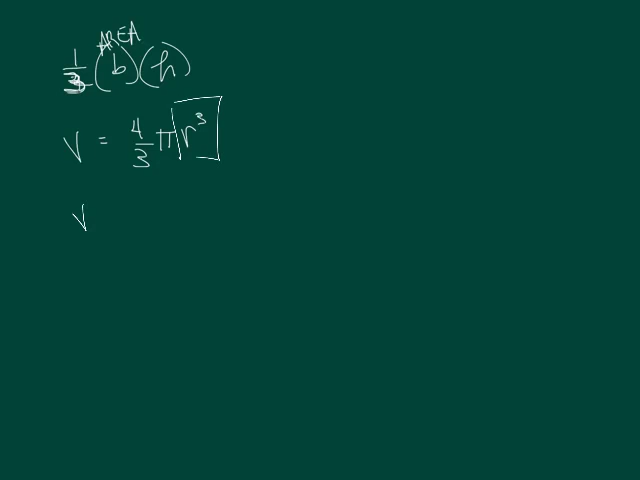 AREA
1/3 (b)(h)
V = 4/3 π r³
V